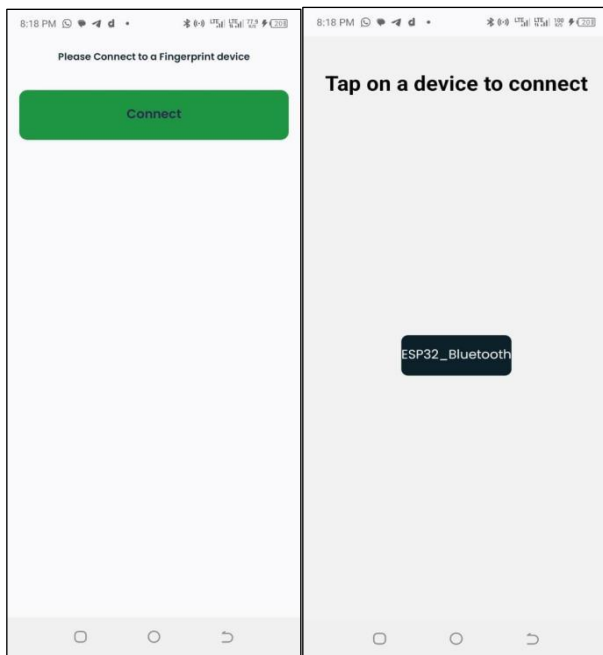 8:18 PM
Please Connect to a Fingerprint device
Connect
8:18 PM
Tap on a device to connect
ESP32_Bluetooth